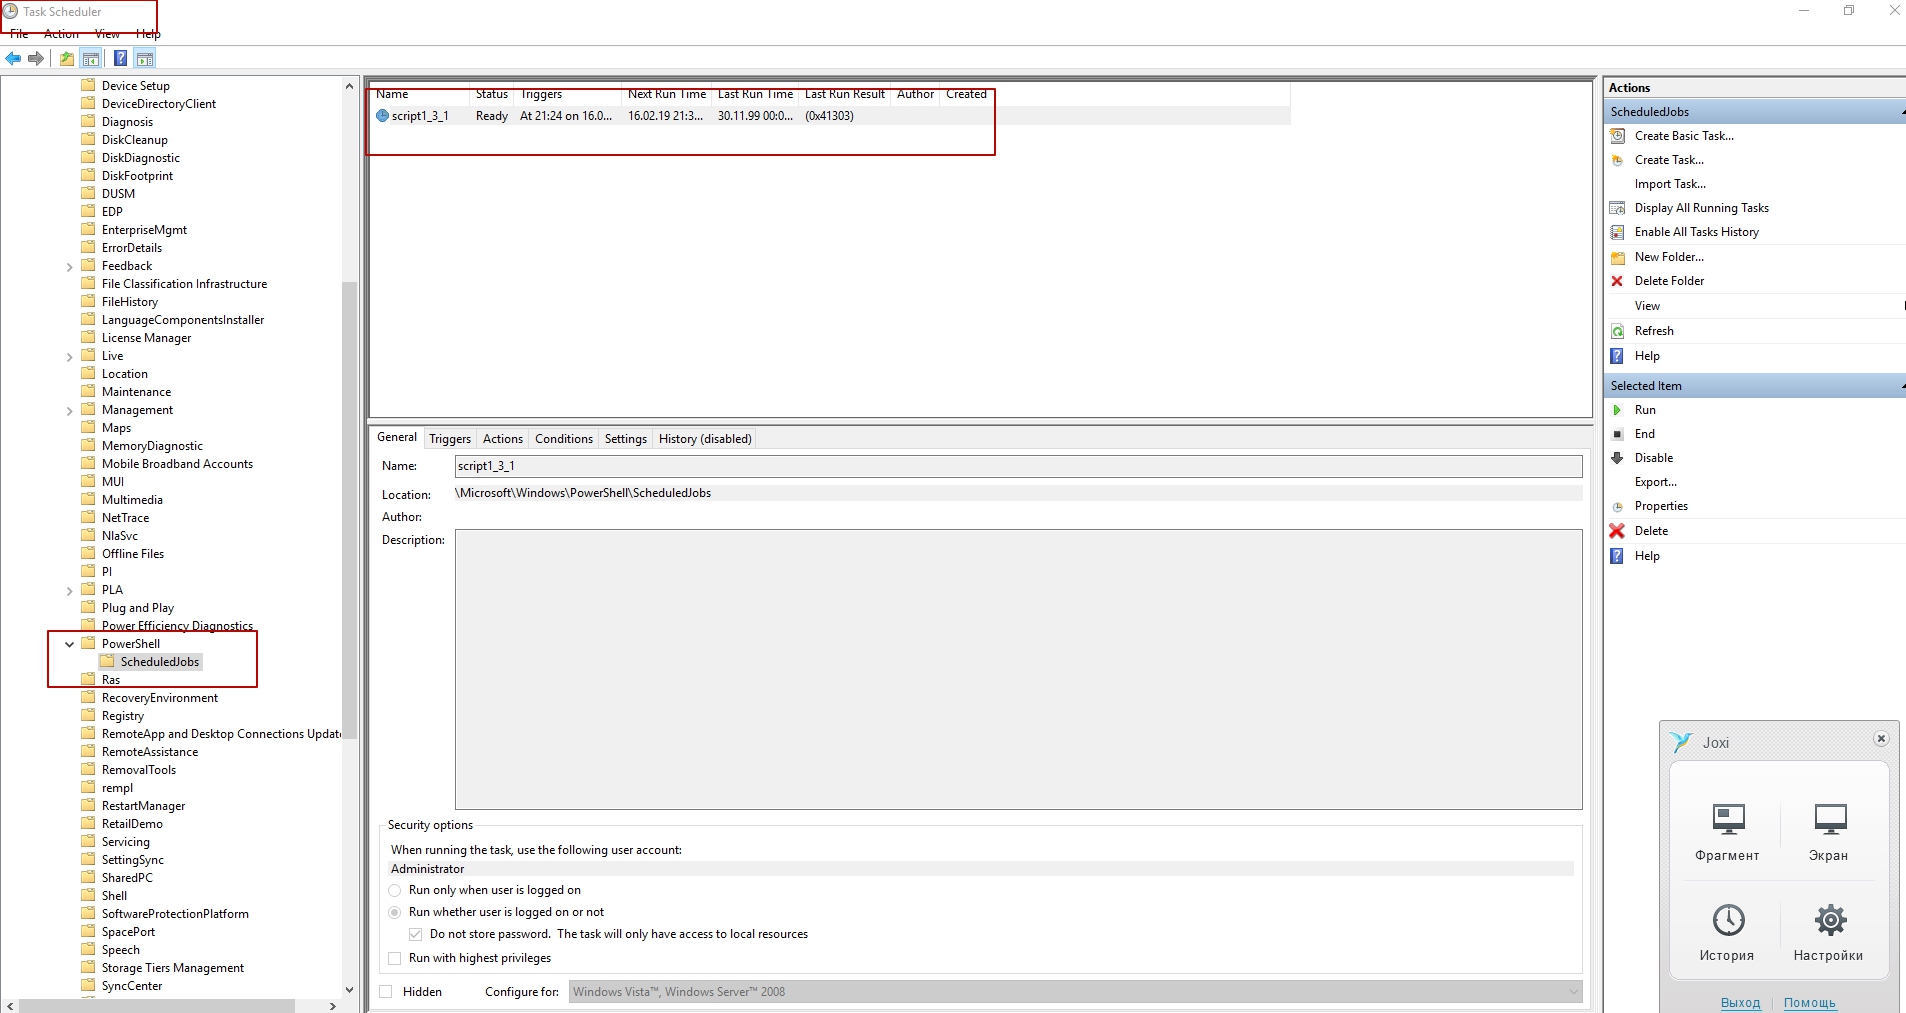 Task Scheduler
File Action View Help
Device Setup
DeviceDirectoryClient
Diagnosis
DiskCleanup
DiskDiagnostic
DiskFootprint
DUSM
EDP
EnterpriseMgmt
ErrorDetails
Feedback
File Classification Infrastructure
FileHistory
LanguageComponentsInstaller
License Manager
Live
Location
Maintenance
Management
Maps
MemoryDiagnostic
Mobile Broadband Accounts
MUI
Multimedia
NetTrace
NlaSvc
Offline Files
PI
PLA
Plug and Play
Power Efficiency Diagnostics
PowerShell
ScheduledJobs
Ras
RecoveryEnvironment
Registry
RemoteApp and Desktop Connections Update
RemoteAssistance
RemovalTools
rempl
RestartManager
RetailDemo
Servicing
SettingSync
SharedPC
Shell
SoftwareProtectionPlatform
SpacePort
Speech
Storage Tiers Management
SyncCenter
Name Status Triggers Next Run Time Last Run Time Last Run Result Author Created
script1_3_1 Ready At 21:24 on 16.0... 16.02.19 21:3... 30.11.99 00:0... (0x41303)
General Triggers Actions Conditions Settings History (disabled)
Name: script1_3_1
Location: \Microsoft\Windows\PowerShell\ScheduledJobs
Author:
Description:
Security options
When running the task, use the following user account:
Administrator
Run only when user is logged on
Run whether user is logged on or not
Do not store password. The task will only have access to local resources
Run with highest privileges
Hidden Configure for: Windows Vista™, Windows Server™ 2008
Actions
ScheduledJobs
Create Basic Task...
Create Task...
Import Task...
Display All Running Tasks
Enable All Tasks History
New Folder...
Delete Folder
View
Refresh
Help
Selected Item
Run
End
Disable
Export...
Properties
Delete
Help
Joxi
Фрагмент Экран
История Настройки
Выход Помощь